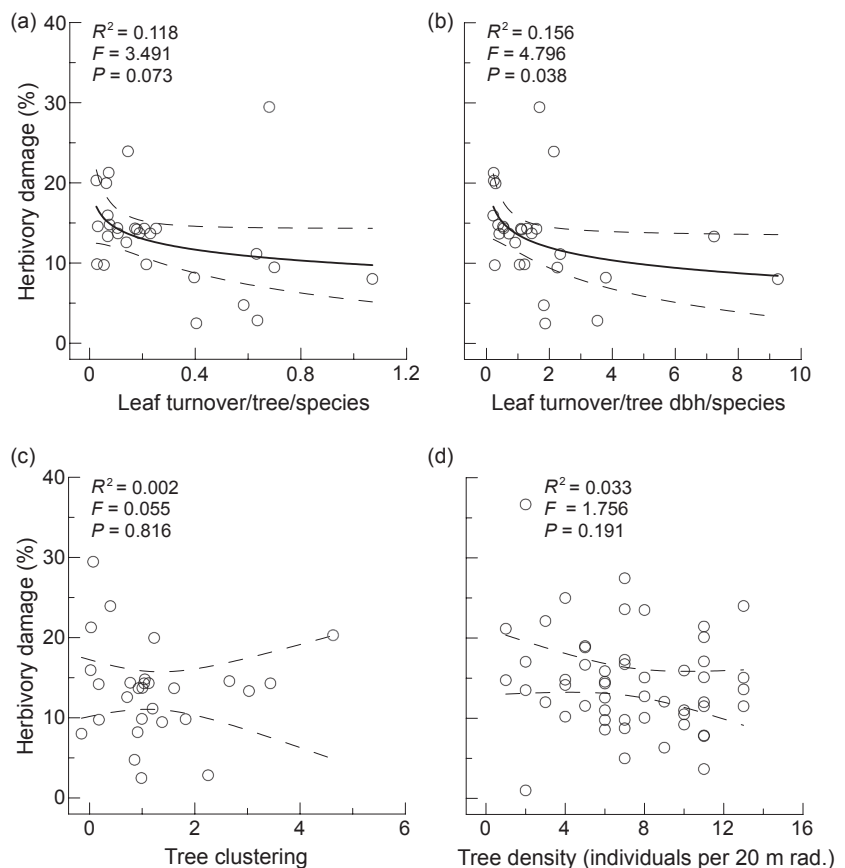 (a)
R² = 0.118
F = 3.491
P = 0.073
Herbivory damage (%)
40
30
20
10
0
0 0.4 0.8 1.2
Leaf turnover/tree/species
(b)
R² = 0.156
F = 4.796
P = 0.038
0 2 4 6 8 10
Leaf turnover/tree dbh/species
(c)
R² = 0.002
F = 0.055
P = 0.816
Herbivory damage (%)
40
30
20
10
0
0 2 4 6
Tree clustering
(d)
R² = 0.033
F = 1.756
P = 0.191
0 4 8 12 16
Tree density (individuals per 20 m rad.)